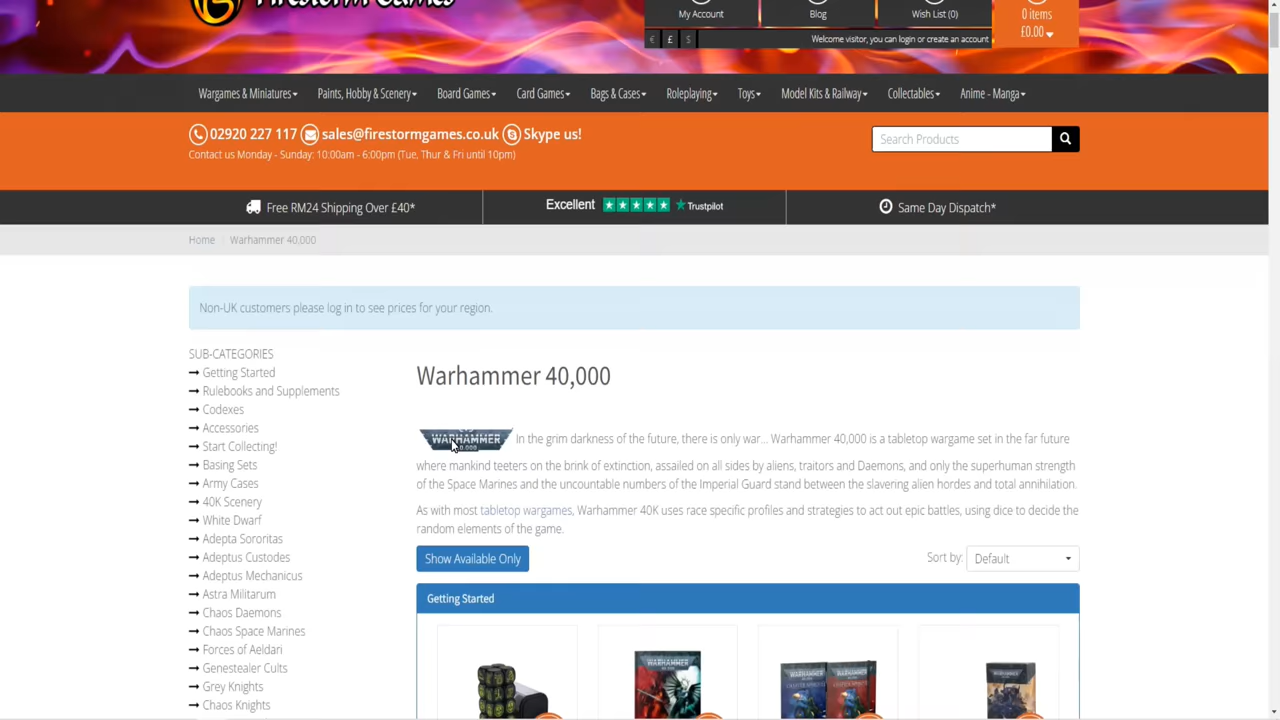 Firestorm Games
My Account
Blog
Wish List (0)
0 items
£0.00
€ £ $
Welcome visitor, you can login or create an account
Wargames & Miniatures
Paints, Hobby & Scenery
Board Games
Card Games
Bags & Cases
Roleplaying
Toys
Model Kits & Railway
Collectables
Anime - Manga
02920 227 117 sales@firestormgames.co.uk Skype us!
Contact us Monday - Sunday: 10:00am - 6:00pm (Tue, Thur & Fri until 10pm)
Search Products
Free RM24 Shipping Over £40*
Excellent Trustpilot
Same Day Dispatch*
Home / Warhammer 40,000
Non-UK customers please log in to see prices for your region.
SUB-CATEGORIES
Getting Started
Rulebooks and Supplements
Codexes
Accessories
Start Collecting!
Basing Sets
Army Cases
40K Scenery
White Dwarf
Adepta Sororitas
Adeptus Custodes
Adeptus Mechanicus
Astra Militarum
Chaos Daemons
Chaos Space Marines
Forces of Aeldari
Genestealer Cults
Grey Knights
Chaos Knights
Warhammer 40,000
WARHAMMER
In the grim darkness of the future, there is only war... Warhammer 40,000 is a tabletop wargame set in the far future
where mankind teeters on the brink of extinction, assailed on all sides by aliens, traitors and Daemons, and only the superhuman strength
of the Space Marines and the uncountable numbers of the Imperial Guard stand between the slavering alien hordes and total annihilation.
As with most tabletop wargames, Warhammer 40K uses race specific profiles and strategies to act out epic battles, using dice to decide the
random elements of the game.
Show Available Only
Sort by: Default
Getting Started
WARHAMMER
WARHAMMER